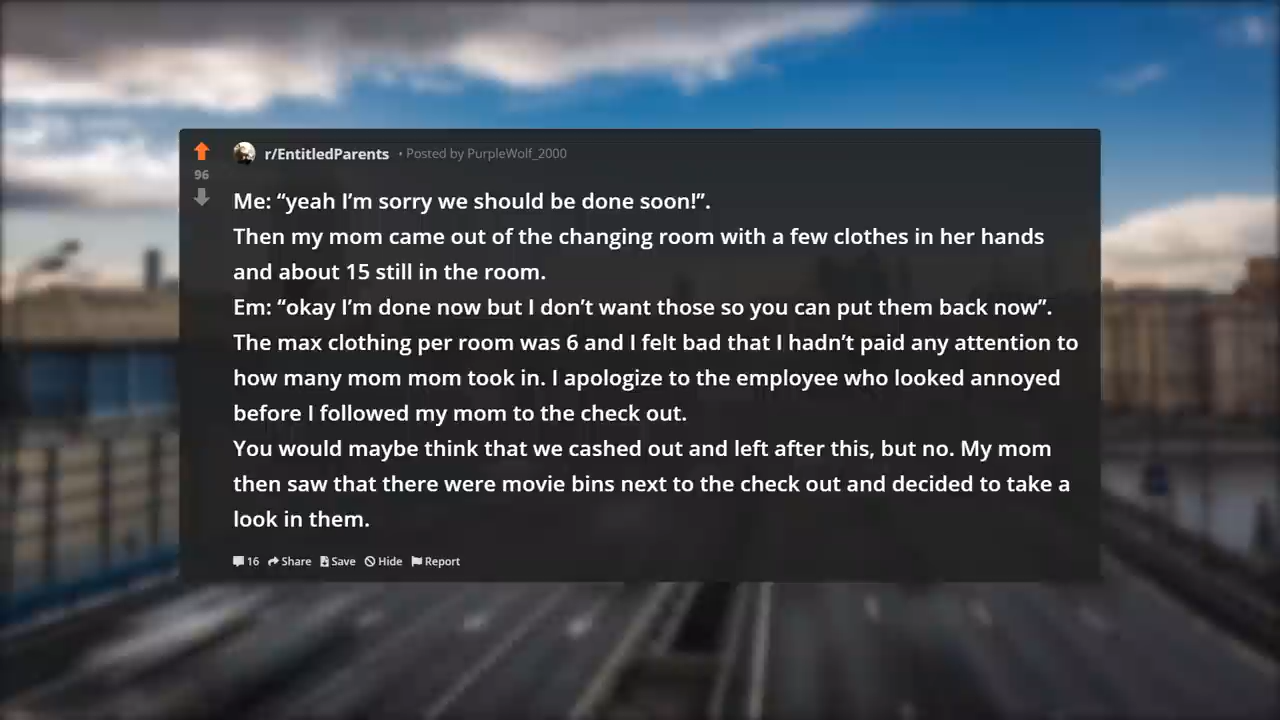 r/EntitledParents • Posted by PurpleWolf_2000
96
Me: “yeah I’m sorry we should be done soon!”.
Then my mom came out of the changing room with a few clothes in her hands
and about 15 still in the room.
Em: “okay I’m done now but I don’t want those so you can put them back now”.
The max clothing per room was 6 and I felt bad that I hadn’t paid any attention to
how many mom mom took in. I apologize to the employee who looked annoyed
before I followed my mom to the check out.
You would maybe think that we cashed out and left after this, but no. My mom
then saw that there were movie bins next to the check out and decided to take a
look in them.
16 Share Save Hide Report